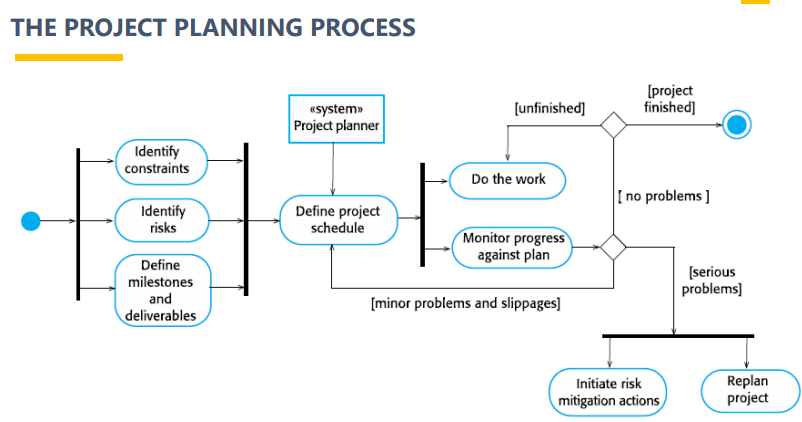 THE PROJECT PLANNING PROCESS
[project
finished]
[unfinished]
«system»
Project planner
Identify
constraints
Do the work
Identify
risks
Define project
schedule
[ no problems ]
Monitor progress
against plan
Define
milestones
and
deliverables
[serious
problems]
[minor problems and slippages]
Initiate risk
mitigation actions
Replan
project